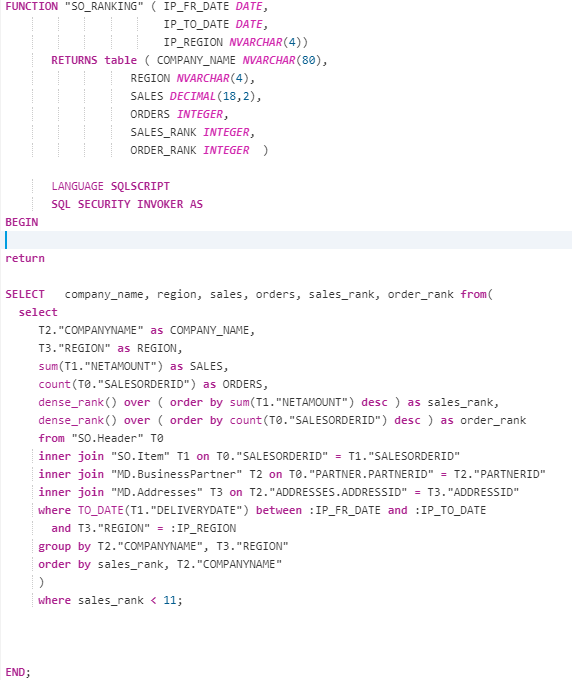 FUNCTION "SO_RANKING" ( IP_FR_DATE DATE,
IP_TO_DATE DATE,
IP_REGION NVARCHAR(4))
RETURNS table ( COMPANY_NAME NVARCHAR(80),
REGION NVARCHAR(4),
SALES DECIMAL(18,2),
ORDERS INTEGER,
SALES_RANK INTEGER,
ORDER_RANK INTEGER )
LANGUAGE SQLSCRIPT
SQL SECURITY INVOKER AS
BEGIN
return
SELECT company_name, region, sales, orders, sales_rank, order_rank from(
select
T2."COMPANYNAME" as COMPANY_NAME,
T3."REGION" as REGION,
sum(T1."NETAMOUNT") as SALES,
count(T0."SALESORDERID") as ORDERS,
dense_rank() over ( order by sum(T1."NETAMOUNT") desc ) as sales_rank,
dense_rank() over ( order by count(T0."SALESORDERID") desc ) as order_rank
from "SO.Header" T0
inner join "SO.Item" T1 on T0."SALESORDERID" = T1."SALESORDERID"
inner join "MD.BusinessPartner" T2 on T0."PARTNER.PARTNERID" = T2."PARTNERID"
inner join "MD.Addresses" T3 on T2."ADDRESSES.ADDRESSID" = T3."ADDRESSID"
where TO_DATE(T1."DELIVERYDATE") between :IP_FR_DATE and :IP_TO_DATE
and T3."REGION" = :IP_REGION
group by T2."COMPANYNAME", T3."REGION"
order by sales_rank, T2."COMPANYNAME"
)
where sales_rank < 11;
END;